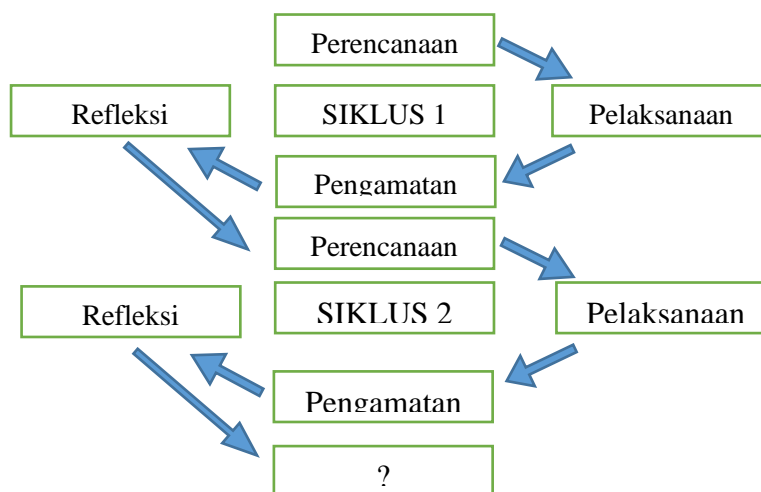 Perencanaan
Refleksi
SIKLUS 1
Pelaksanaan
Pengamatan
Perencanaan
Refleksi
SIKLUS 2
Pelaksanaan
Pengamatan
?